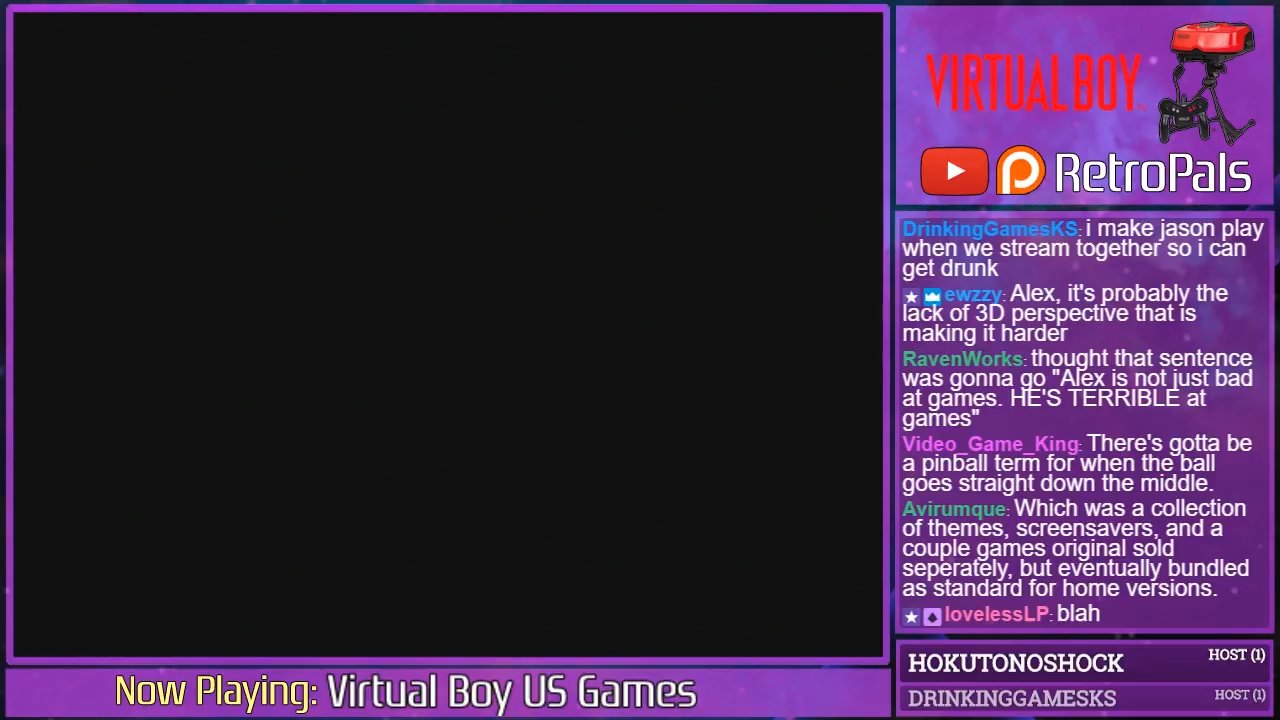 VIRTUAL BOY
RetroPals
DrinkingGamesKS: i make jason play
when we stream together so i can
get drunk
ewzzy: Alex, it's probably the
lack of 3D perspective that is
making it harder
RavenWorks: thought that sentence
was gonna go "Alex is not just bad
at games. HE'S TERRIBLE at
games"
Video_Game_King: There's gotta be
a pinball term for when the ball
goes straight down the middle.
Avirumque: Which was a collection
of themes, screensavers, and a
couple games original sold
seperately, but eventually bundled
as standard for home versions.
lovelessLP: blah
HOKUTONOSHOCK HOST (1)
DRINKINGGAMESKS HOST (1)
Now Playing: Virtual Boy US Games